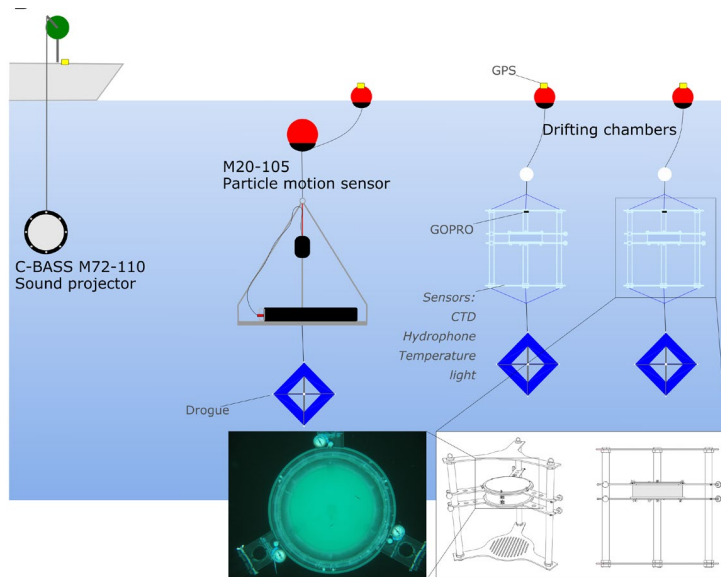 GPS
Drifting chambers
M20-105
Particle motion sensor
GOPRO
C-BASS M72-110
Sound projector
Sensors:
CTD
Hydrophone
Temperature
light
Drogue